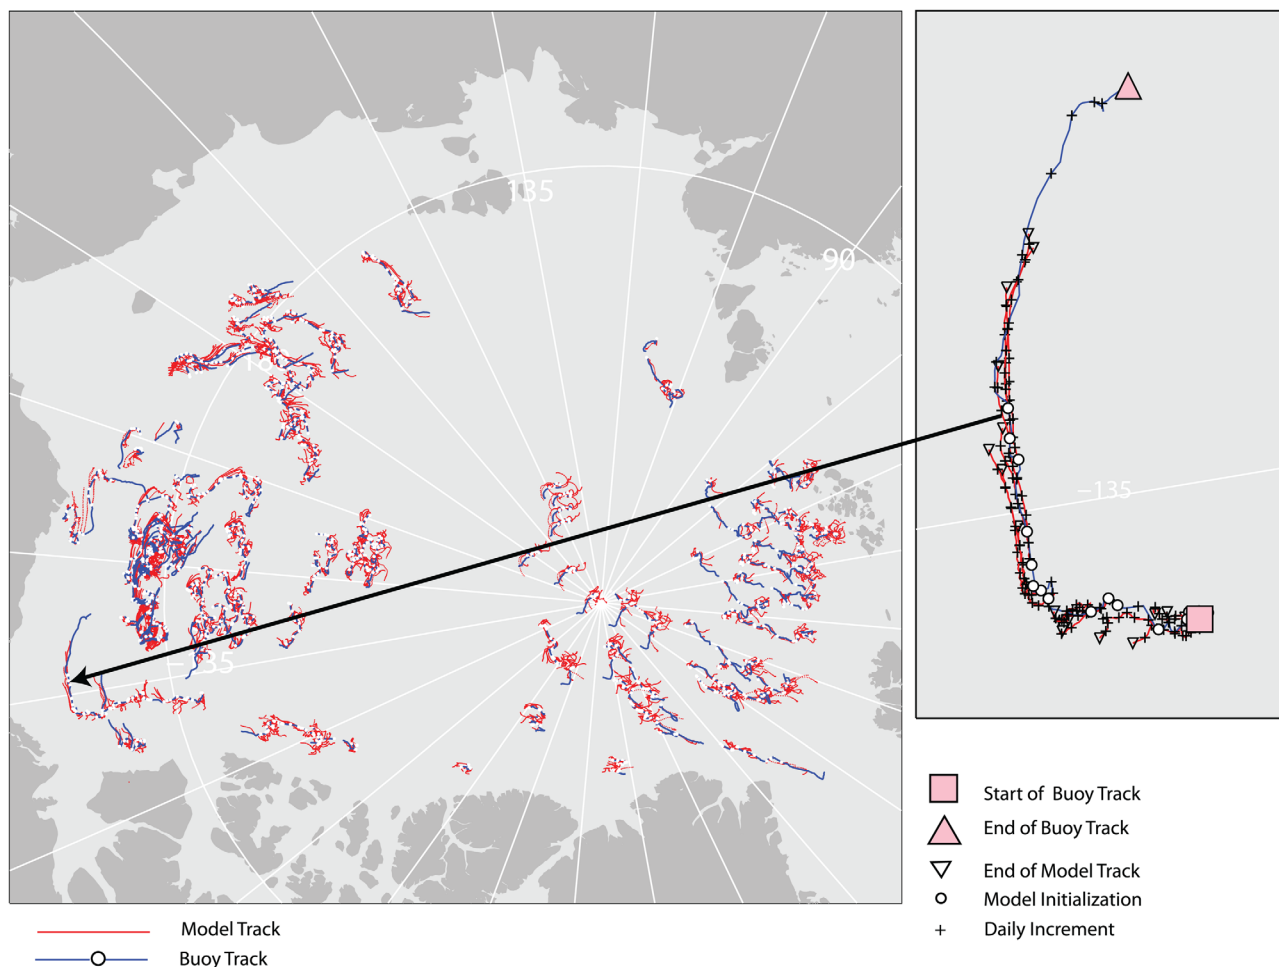 135
90
180
−135
−135
Start of Buoy Track
End of Buoy Track
End of Model Track
Model Initialization
Daily Increment
Model Track
Buoy Track